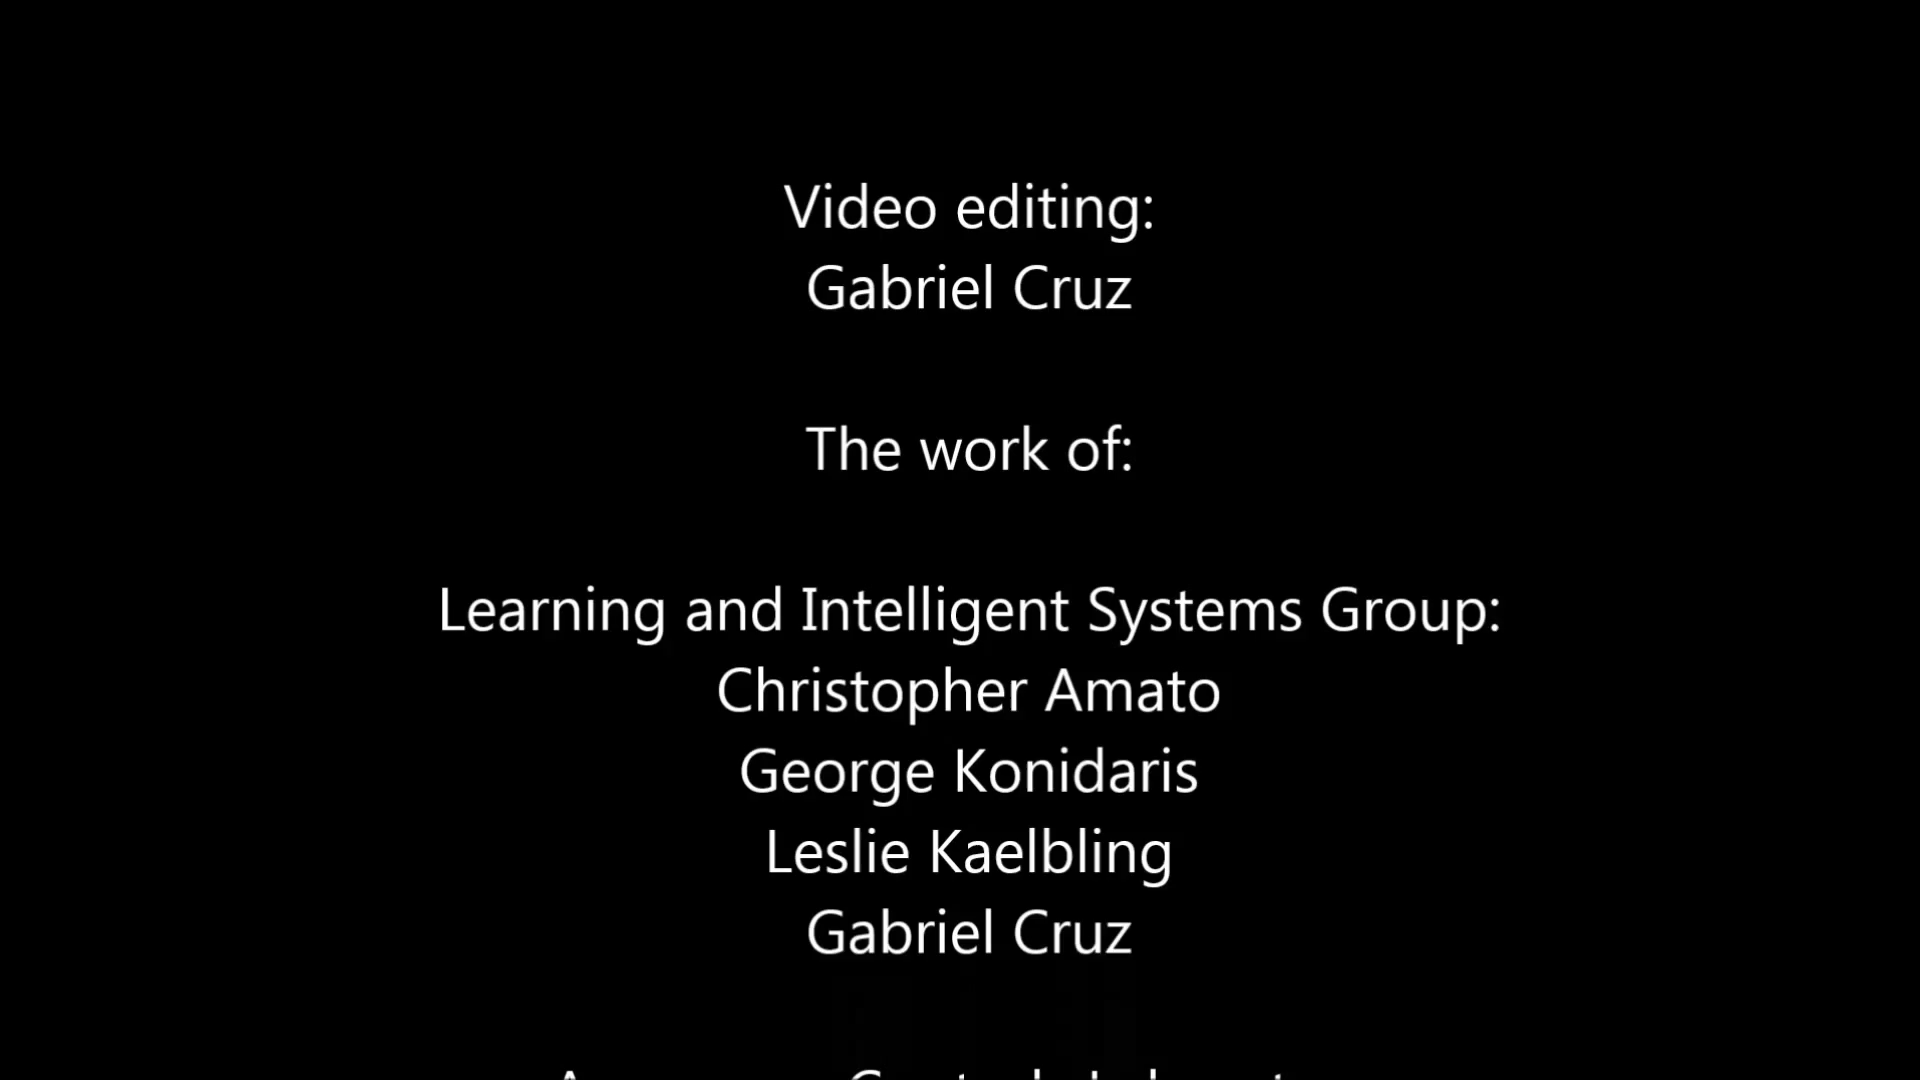 Video editing:
Gabriel Cruz
The work of:
Learning and Intelligent Systems Group:
Christopher Amato
George Konidaris
Leslie Kaelbling
Gabriel Cruz